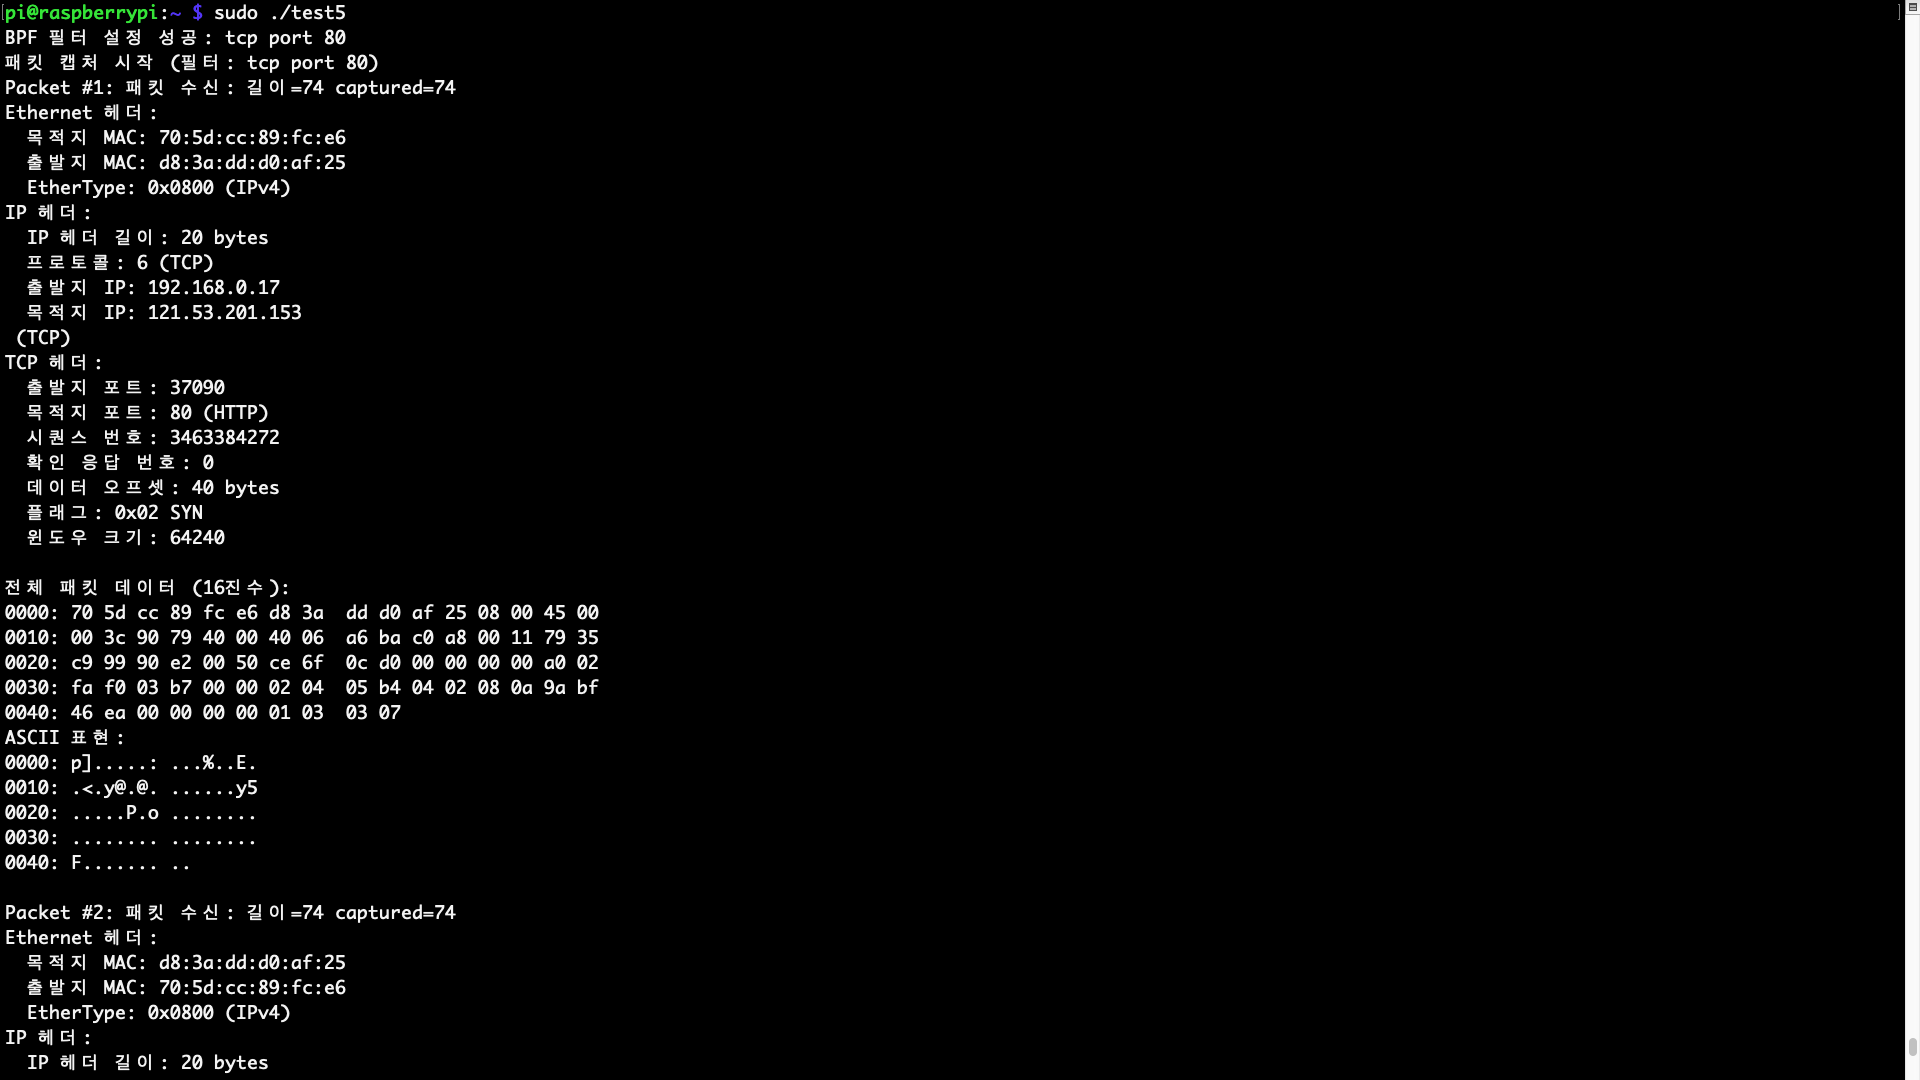 pi@raspberrypi:~ $ sudo ./test5
BPF 필터 설정 성공: tcp port 80
패킷 캡처 시작 (필터: tcp port 80)
Packet #1: 패킷 수신: 길이=74 captured=74
Ethernet 헤더:
  목적지 MAC: 70:5d:cc:89:fc:e6
  출발지 MAC: d8:3a:dd:d0:af:25
  EtherType: 0x0800 (IPv4)
IP 헤더:
  IP 헤더 길이: 20 bytes
  프로토콜: 6 (TCP)
  출발지 IP: 192.168.0.17
  목적지 IP: 121.53.201.153
 (TCP)
TCP 헤더:
  출발지 포트: 37090
  목적지 포트: 80 (HTTP)
  시퀀스 번호: 3463384272
  확인 응답 번호: 0
  데이터 오프셋: 40 bytes
  플래그: 0x02 SYN
  윈도우 크기: 64240

전체 패킷 데이터 (16진수):
0000: 70 5d cc 89 fc e6 d8 3a  dd d0 af 25 08 00 45 00
0010: 00 3c 90 79 40 00 40 06  a6 ba c0 a8 00 11 79 35
0020: c9 99 90 e2 00 50 ce 6f  0c d0 00 00 00 00 a0 02
0030: fa f0 03 b7 00 00 02 04  05 b4 04 02 08 0a 9a bf
0040: 46 ea 00 00 00 00 01 03  03 07
ASCII 표현:
0000: p].....: ...%..E.
0010: .<.y@.@. ......y5
0020: .....P.o ........
0030: ........ ........
0040: F....... ..

Packet #2: 패킷 수신: 길이=74 captured=74
Ethernet 헤더:
  목적지 MAC: d8:3a:dd:d0:af:25
  출발지 MAC: 70:5d:cc:89:fc:e6
  EtherType: 0x0800 (IPv4)
IP 헤더:
  IP 헤더 길이: 20 bytes